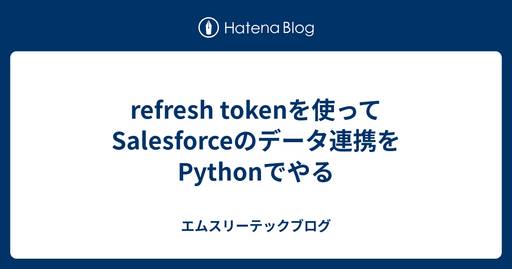 Hatena Blog
refresh tokenを使って
Salesforceのデータ連携を
Pythonでやる
エムスリーテックブログ